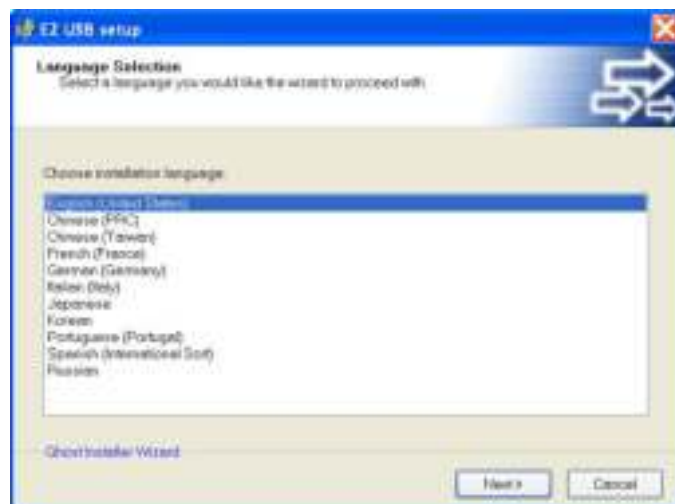 EZ USB setup
Language Selection
Select a language you would like the wizard to proceed with
Choose installation language:
English (United States)
Chinese (PRC)
Chinese (Taiwan)
French (France)
German (Germany)
Italian (Italy)
Japanese
Korean
Portuguese (Portugal)
Spanish (International Sort)
Russian
Ghost Installer Wizard
Next >
Cancel